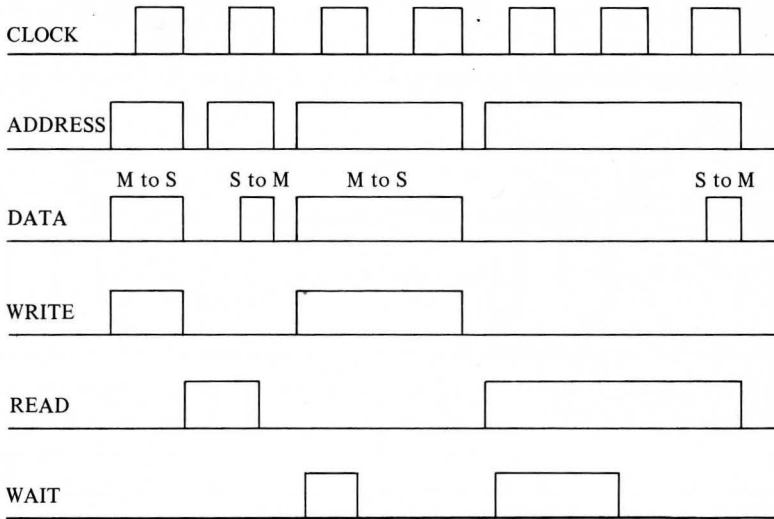 CLOCK
ADDRESS
M to S
S to M
M to S
S to M
DATA
WRITE
READ
WAIT